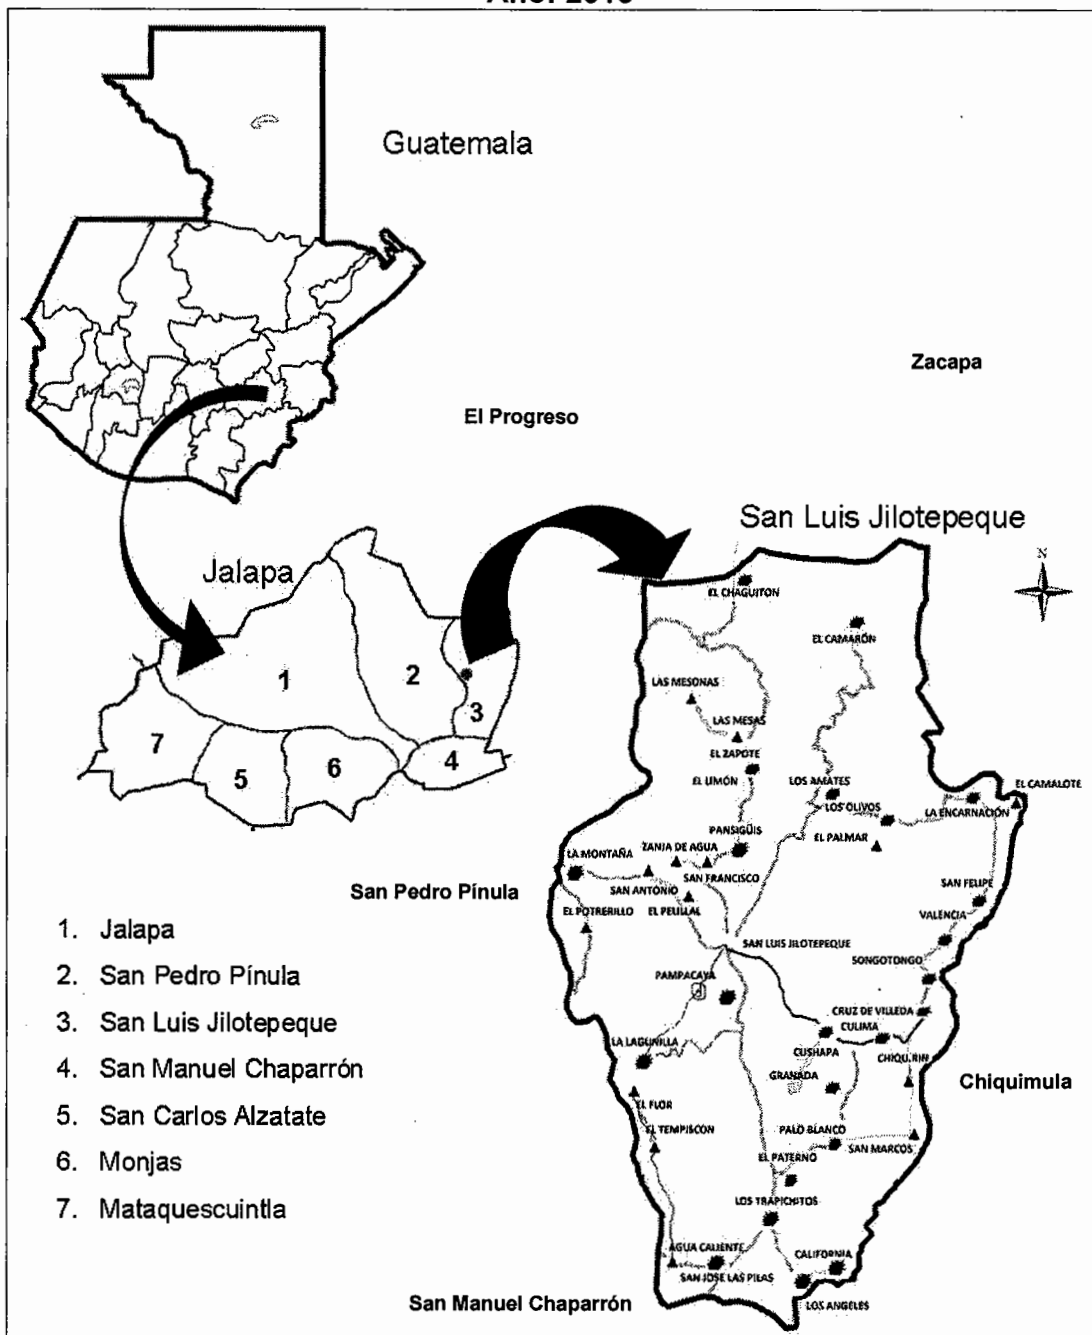 Guatemala
Zacapa
El Progreso
San Luis Jilotepeque
Jalapa
N
1
2
3
4
5
6
7
EL CHAGUITON
EL CAMARÓN
LAS MESONAS
LAS MESAS
EL ZAPOTE
EL LIMÓN
LOS AMATES
EL CAMALOTE
LOS OLIVOS
LA ENCARNACIÓN
PANSIGÜIS
EL PALMAR
ZANJA DE AGUA
LA MONTAÑA
SAN FRANCISCO
SAN ANTONIO
SAN FELIPE
San Pedro Pínula
EL POTRERILLO
VALENCIA
SAN LUIS JILOTEPEQUE
SONGOTONGO
PAMPACAYA
CRUZ DE VILLEDA
CULIMA
LA LAGUNILLA
CUSHAPA
CHIQUIRIN
GRANADA
Chiquimula
EL FLOR
EL TEMPISCON
PALO BLANCO
SAN MARCOS
EL PATERNO
LOS TRAPICHITOS
AGUA CALIENTE
CALIFORNIA
SAN JOSE LAS PILAS
San Manuel Chaparrón
LOS ANGELES
1. Jalapa
2. San Pedro Pínula
3. San Luis Jilotepeque
4. San Manuel Chaparrón
5. San Carlos Alzatate
6. Monjas
7. Mataquescuintla